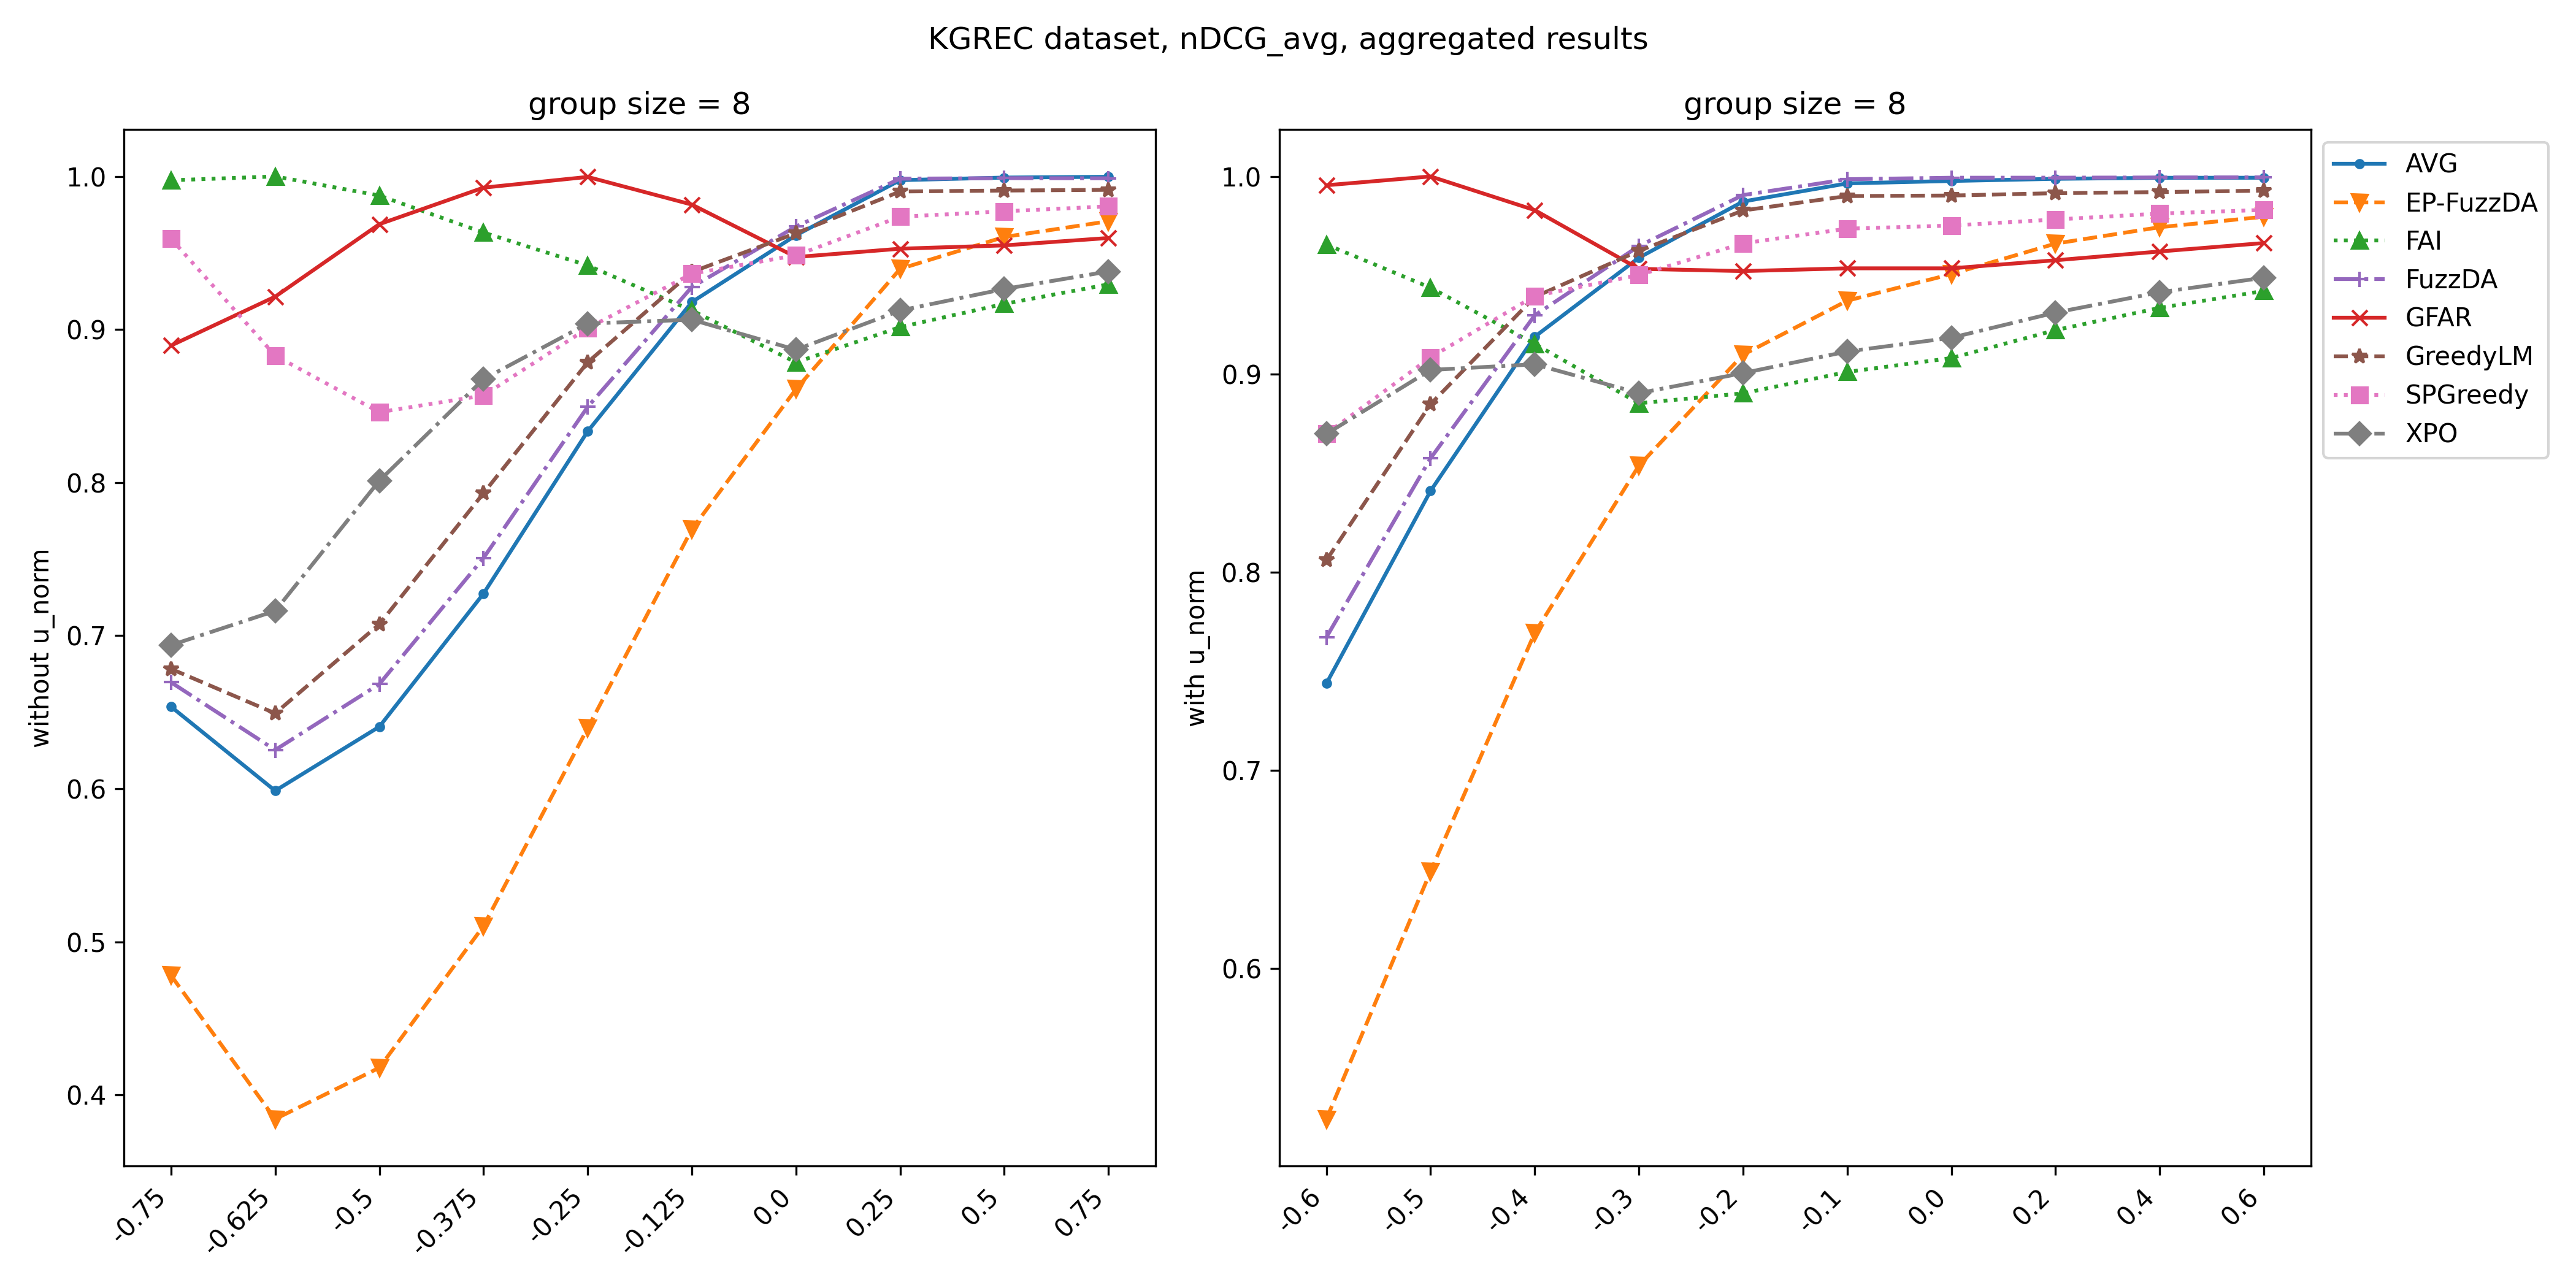 KGREC dataset, nDCG_avg, aggregated results
group size = 8
without u_norm
1.0
0.9
0.8
0.7
0.6
0.5
0.4
-0.75
-0.625
-0.5
-0.375
-0.25
-0.125
0.0
0.25
0.5
0.75
group size = 8
with u_norm
1.0
0.9
0.8
0.7
0.6
-0.6
-0.5
-0.4
-0.3
-0.2
-0.1
0.0
0.2
0.4
0.6
AVG
EP-FuzzDA
FAI
FuzzDA
GFAR
GreedyLM
SPGreedy
XPO